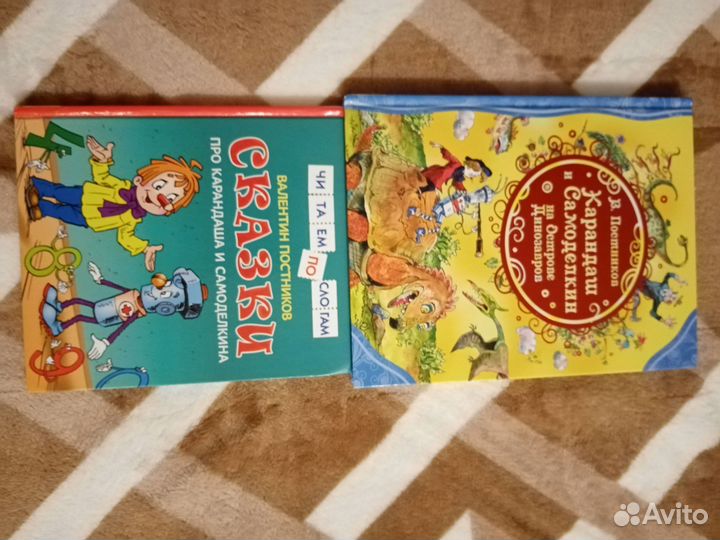 ЧИ ТА ЕМ
ПО
СЛО ГАМ
ВАЛЕНТИН ПОСТНИКОВ
СКАЗКИ
ПРО КАРАНДАША И САМОДЕЛКИНА
В. Постников
Карандаш
и
Самоделкин
на Острове
Динозавров
Avito